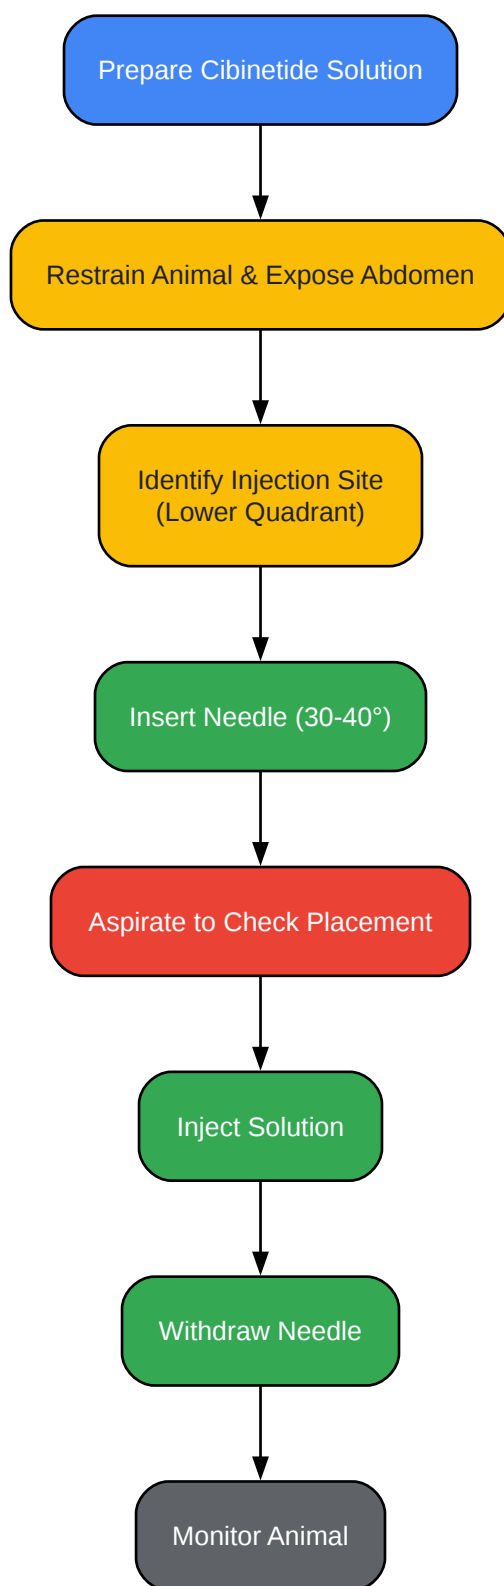 Prepare Cibinetide Solution
Restrain Animal & Expose Abdomen
Identify Injection Site
(Lower Quadrant)
Insert Needle (30-40°)
Aspirate to Check Placement
Inject Solution
Withdraw Needle
Monitor Animal